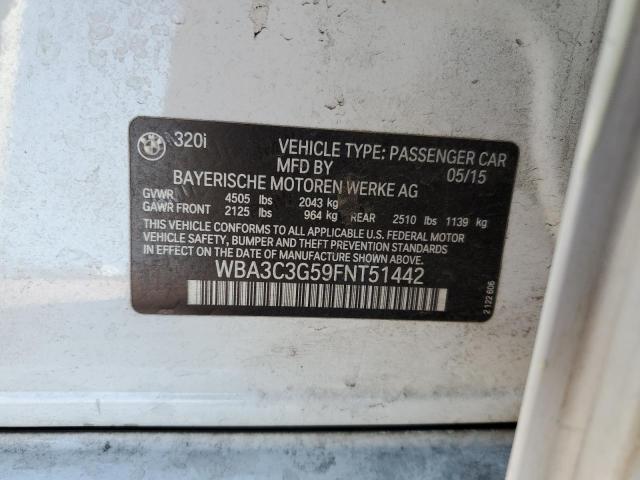 BMW 320i VEHICLE TYPE: PASSENGER CAR
MFD BY 05/15
BAYERISCHE MOTOREN WERKE AG
GVWR 4505 lbs 2043 kg
GAWR FRONT 2125 lbs 964 kg REAR 2510 lbs 1139 kg
THIS VEHICLE CONFORMS TO ALL APPLICABLE U.S. FEDERAL MOTOR
VEHICLE SAFETY, BUMPER AND THEFT PREVENTION STANDARDS IN EFFECT
ON THE DATE OF MANUFACTURE SHOWN ABOVE.
WBA3C3G59FNT51442
2 122 606